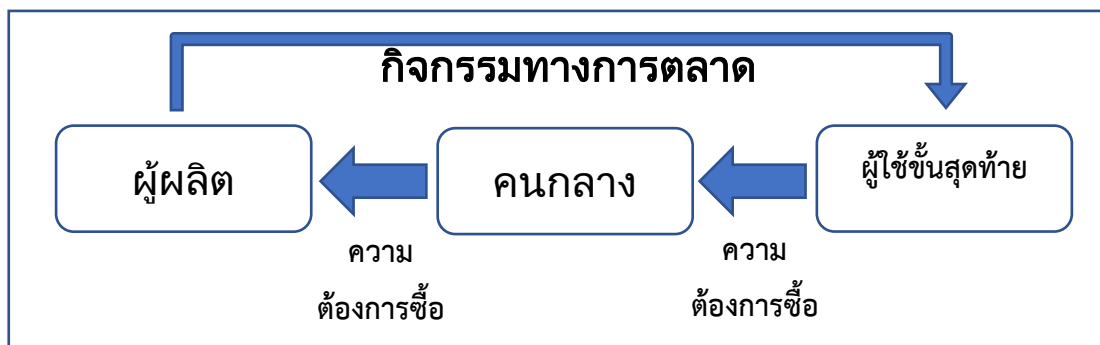 กิจกรรมทางการตลาด
ผู้ผลิต
คนกลาง
ผู้ใช้ขั้นสุดท้าย
ความ
ต้องการซื้อ
ความ
ต้องการซื้อ